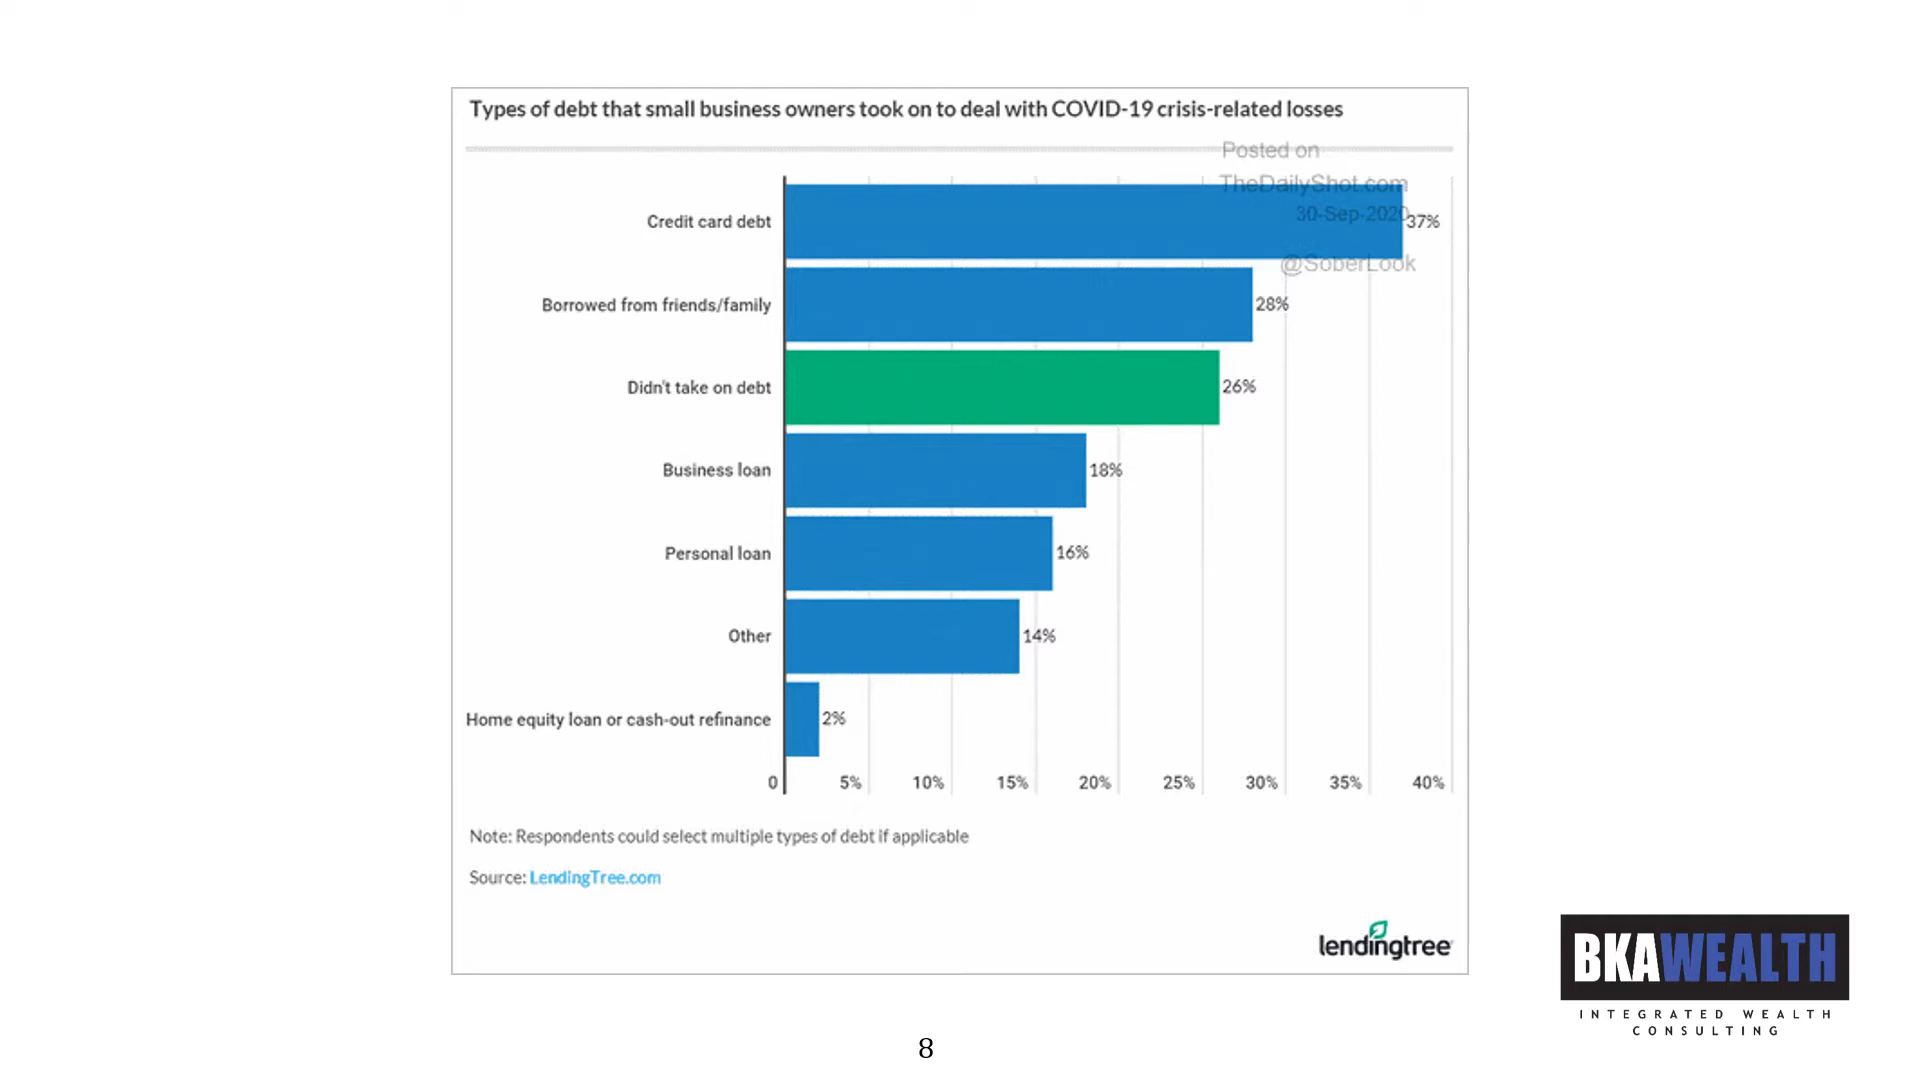 Types of debt that small business owners took on to deal with COVID-19 crisis-related losses
Posted on
TheDailyShot.com
30-Sep-2020
@SoberLook
Credit card debt
37%
Borrowed from friends/family
28%
Didn't take on debt
26%
Business loan
18%
Personal loan
16%
Other
14%
Home equity loan or cash-out refinance
2%
0 5% 10% 15% 20% 25% 30% 35% 40%
Note: Respondents could select multiple types of debt if applicable
Source: LendingTree.com
lendingtree
BKAWEALTH
INTEGRATED WEALTH
CONSULTING
8